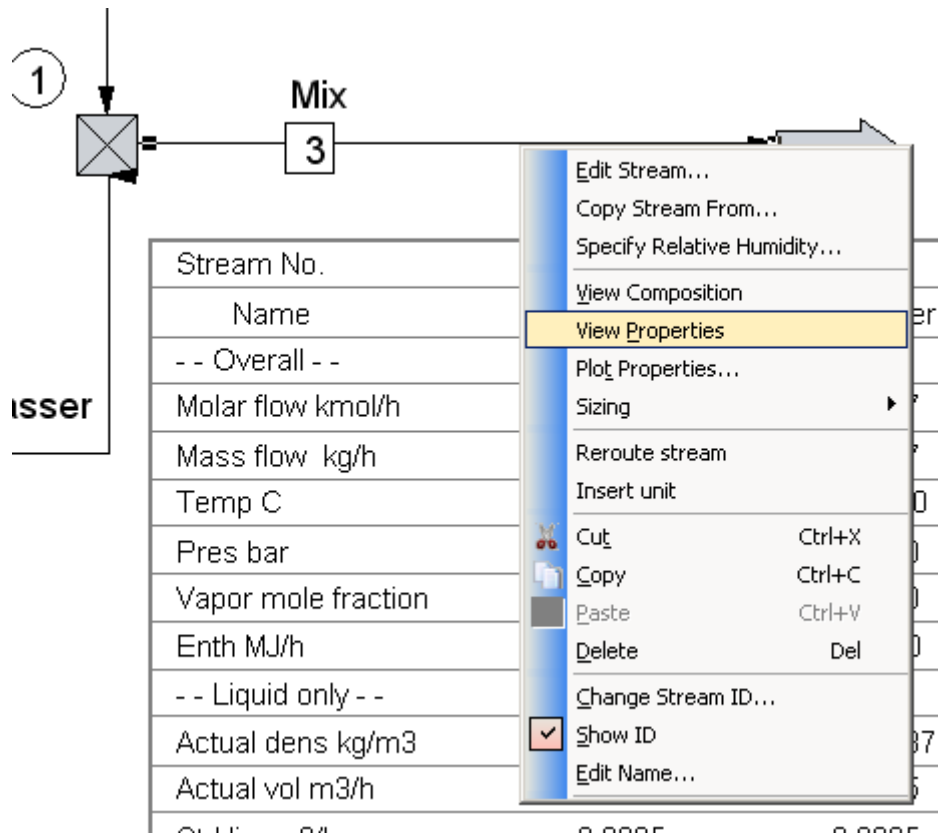 1
Mix
3
asser
Stream No.
Name
- - Overall - -
Molar flow kmol/h
Mass flow kg/h
Temp C
Pres bar
Vapor mole fraction
Enth MJ/h
- - Liquid only - -
Actual dens kg/m3
Actual vol m3/h
er
0
37
Edit Stream...
Copy Stream From...
Specify Relative Humidity...
View Composition
View Properties
Plot Properties...
Sizing
Reroute stream
Insert unit
Cut Ctrl+X
Copy Ctrl+C
Paste Ctrl+V
Delete Del
Change Stream ID...
Show ID
Edit Name...